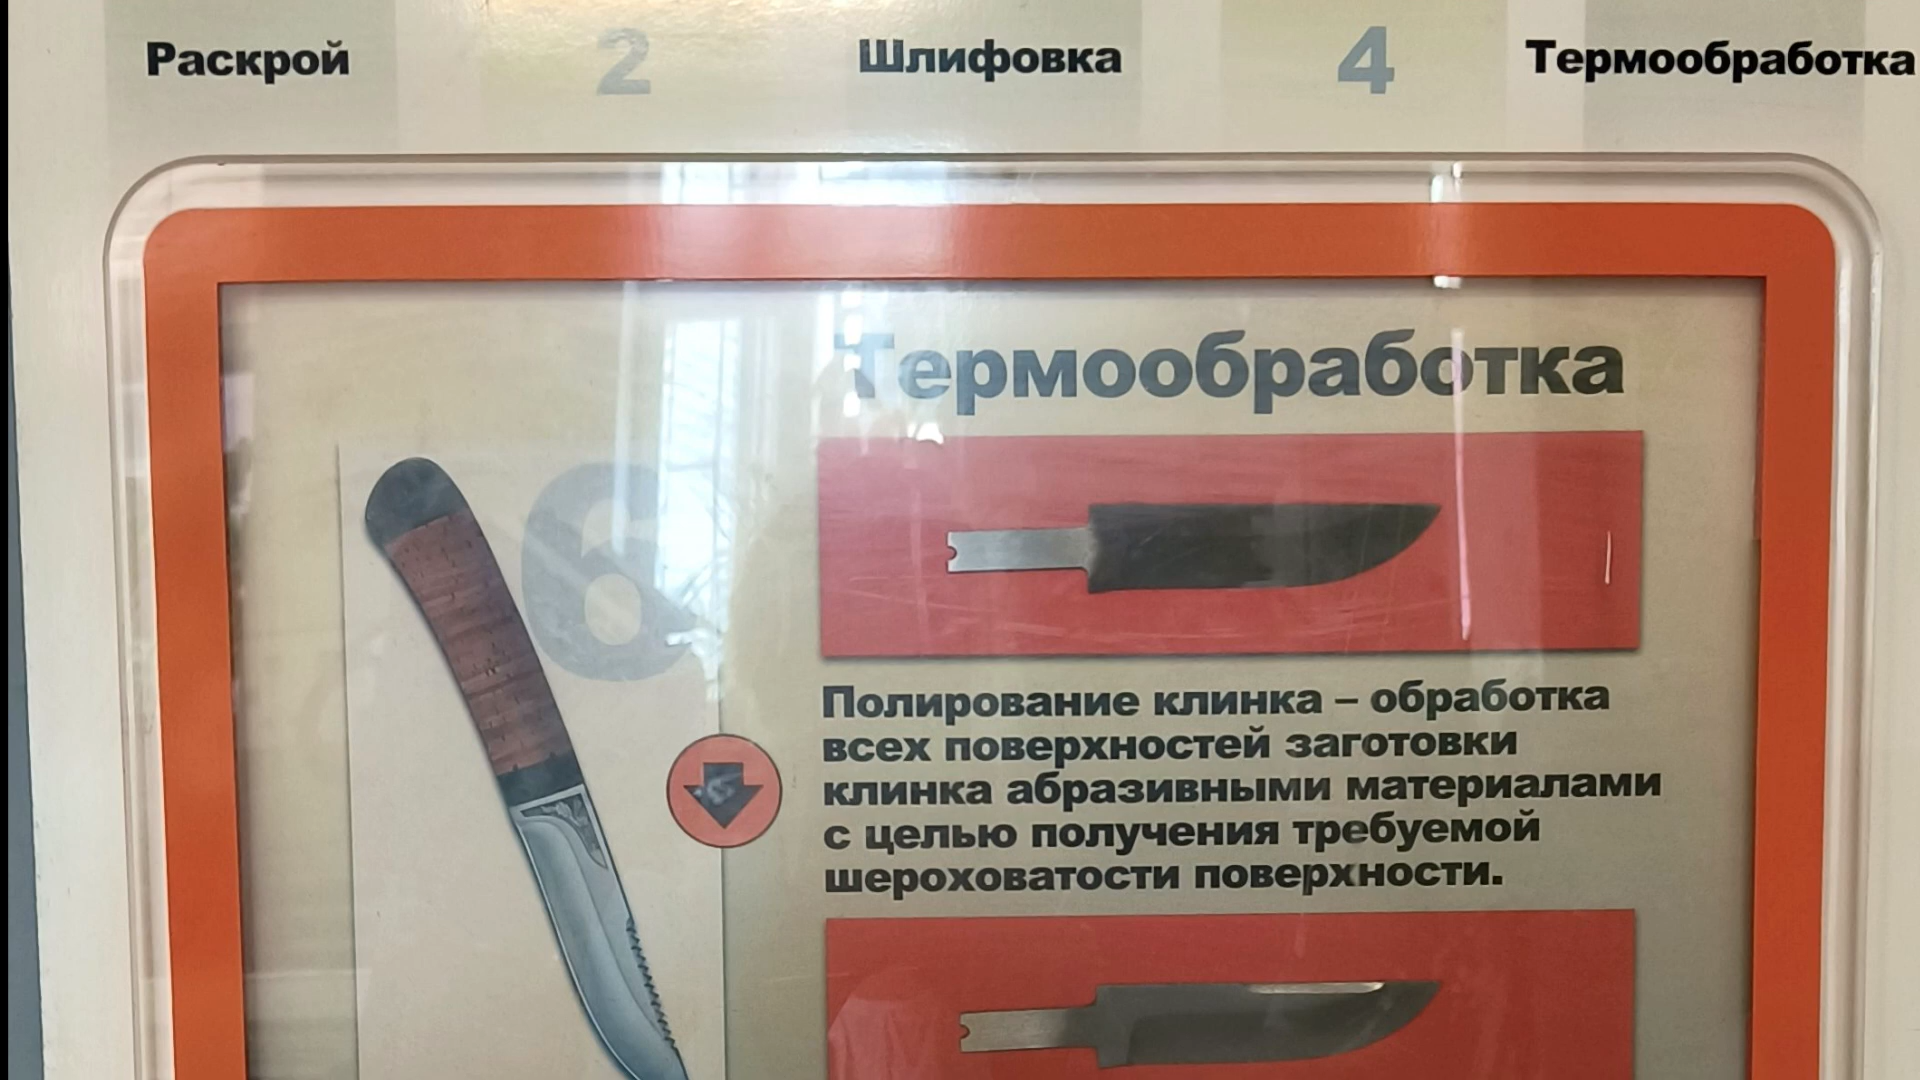 Раскрой 2 Шлифовка 4 Термообработка
Термообработка
6
Полирование клинка – обработка
всех поверхностей заготовки
клинка абразивными материалами
с целью получения требуемой
шероховатости поверхности.